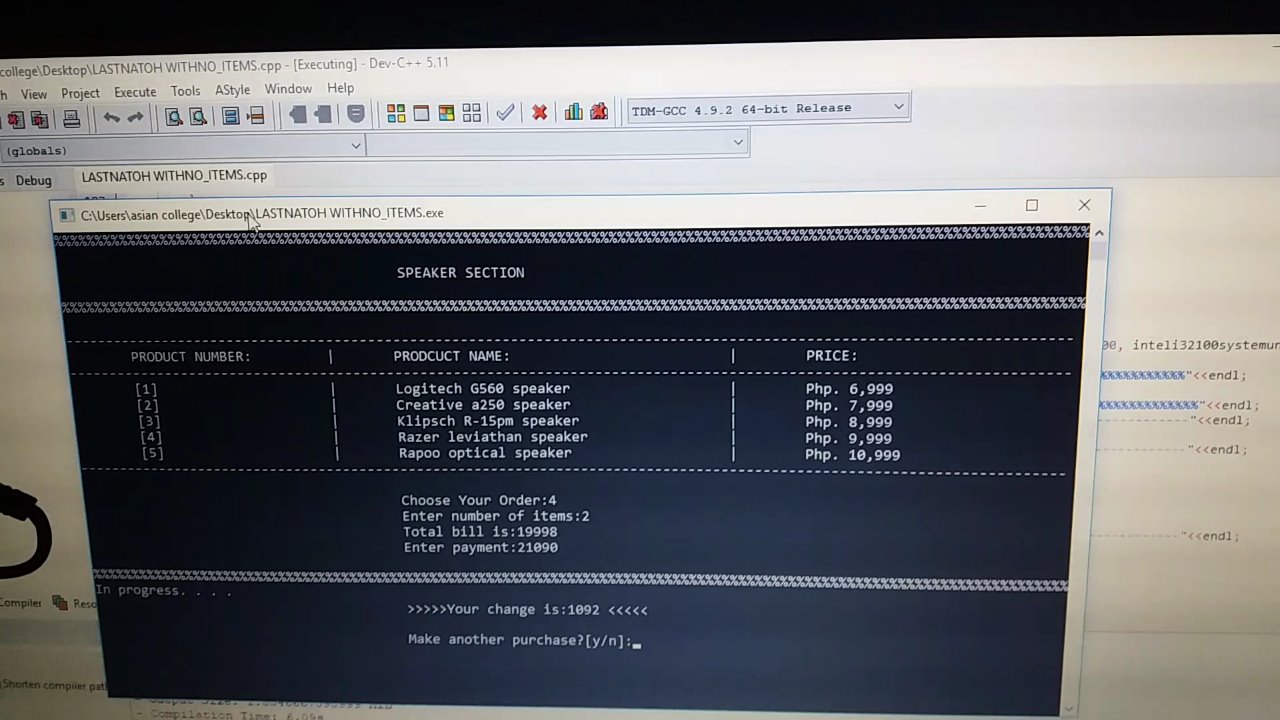 college\Desktop\LASTNATOH WITHNO_ITEMS.cpp - [Executing] - Dev-C++ 5.11
View Project Execute Tools AStyle Window Help
TDM-GCC 4.9.2 64-bit Release
(globals)
Debug LASTNATOH WITHNO_ITEMS.cpp
C:\Users\asian college\Desktop\LASTNATOH WITHNO_ITEMS.exe
SPEAKER SECTION
PRODUCT NUMBER: | PRODCUCT NAME: | PRICE:
[1] | Logitech G560 speaker | Php. 6,999
[2] | Creative a250 speaker | Php. 7,999
[3] | Klipsch R-15pm speaker | Php. 8,999
[4] | Razer leviathan speaker | Php. 9,999
[5] | Rapoo optical speaker | Php. 10,999
Choose Your Order:4
Enter number of items:2
Total bill is:19998
Enter payment:21090
In progress. . . .
>>>>>Your change is:1092 <<<<<
Make another purchase?[y/n]:
00, inteli32100systemun
%%%%%%%%%%%"<<endl;
%%%%%%%%%%%%%"<<endl;
"<<endl;
"<<endl;
"<<endl;
Compiler Reso
Shorten compiler pat
- Compilation Time: 6.09s